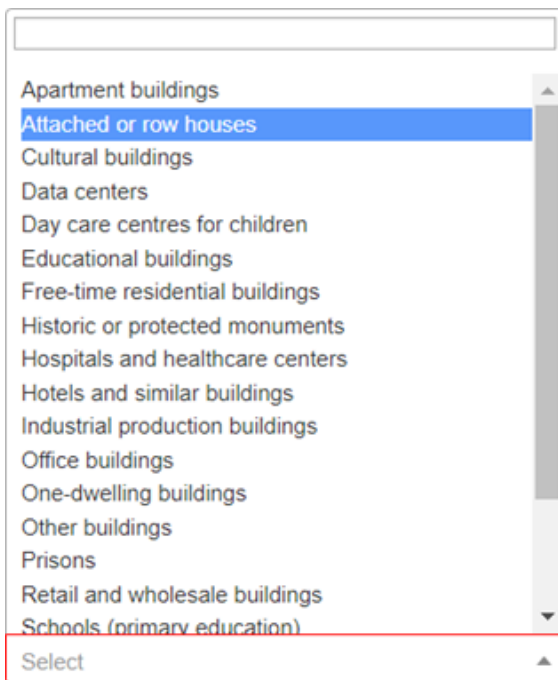 Apartment buildings
Attached or row houses
Cultural buildings
Data centers
Day care centres for children
Educational buildings
Free-time residential buildings
Historic or protected monuments
Hospitals and healthcare centers
Hotels and similar buildings
Industrial production buildings
Office buildings
One-dwelling buildings
Other buildings
Prisons
Retail and wholesale buildings
Schools (primary education)
Select